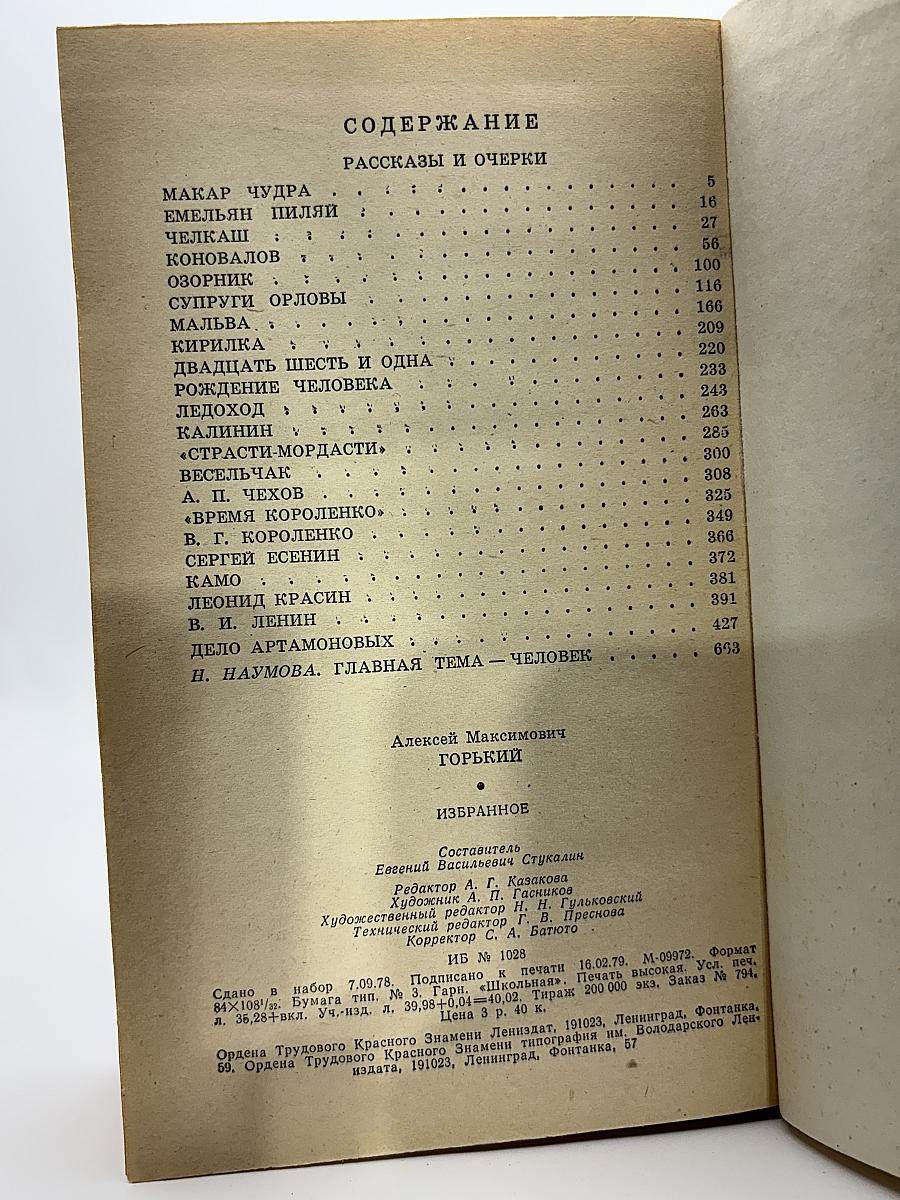 СОДЕРЖАНИЕ
РАССКАЗЫ И ОЧЕРКИ
МАКАР ЧУДРА . . . . . . . . . . . . . . . . 5
ЕМЕЛЬЯН ПИЛЯЙ . . . . . . . . . . . . . . . 16
ЧЕЛКАШ . . . . . . . . . . . . . . . . . . 27
КОНОВАЛОВ . . . . . . . . . . . . . . . . . 56
ОЗОРНИК . . . . . . . . . . . . . . . . . . 100
СУПРУГИ ОРЛОВЫ . . . . . . . . . . . . . . 116
МАЛЬВА . . . . . . . . . . . . . . . . . . 166
КИРИЛКА . . . . . . . . . . . . . . . . . . 209
ДВАДЦАТЬ ШЕСТЬ И ОДНА . . . . . . . . . . . 220
РОЖДЕНИЕ ЧЕЛОВЕКА . . . . . . . . . . . . . 233
ЛЕДОХОД . . . . . . . . . . . . . . . . . . 243
КАЛИНИН . . . . . . . . . . . . . . . . . . 263
«СТРАСТИ-МОРДАСТИ» . . . . . . . . . . . . 285
ВЕСЕЛЬЧАК . . . . . . . . . . . . . . . . . 300
А. П. ЧЕХОВ . . . . . . . . . . . . . . . . 308
«ВРЕМЯ КОРОЛЕНКО» . . . . . . . . . . . . . 325
В. Г. КОРОЛЕНКО . . . . . . . . . . . . . . 349
СЕРГЕЙ ЕСЕНИН . . . . . . . . . . . . . . . 366
КАМО . . . . . . . . . . . . . . . . . . . 372
ЛЕОНИД КРАСИН . . . . . . . . . . . . . . . 381
В. И. ЛЕНИН . . . . . . . . . . . . . . . . 391
ДЕЛО АРТАМОНОВЫХ . . . . . . . . . . . . . 427
Н. НАУМОВА. ГЛАВНАЯ ТЕМА — ЧЕЛОВЕК . . . . . 663
Алексей Максимович
ГОРЬКИЙ
●
ИЗБРАННОЕ
Составитель
Евгений Васильевич Стукалин
Редактор А. Г. Казакова
Художник А. П. Гасников
Художественный редактор Н. Н. Гульковский
Технический редактор Г. В. Преснова
Корректор С. А. Батюто
ИБ № 1028
Сдано в набор 7.09.78. Подписано к печати 16.02.79. М-09972. Формат
84×108¹/₃₂. Бумага тип. № 3. Гарн. «Школьная». Печать высокая. Усл. печ.
л. 35,28+вкл. Уч.-изд. л. 39,98+0,04=40,02. Тираж 200 000 экз. Заказ № 794.
Цена 3 р. 40 к.
Ордена Трудового Красного Знамени Лениздат, 191023, Ленинград, Фонтанка,
59. Ордена Трудового Красного Знамени типография им. Володарского Лен-
издата, 191023, Ленинград, Фонтанка, 57